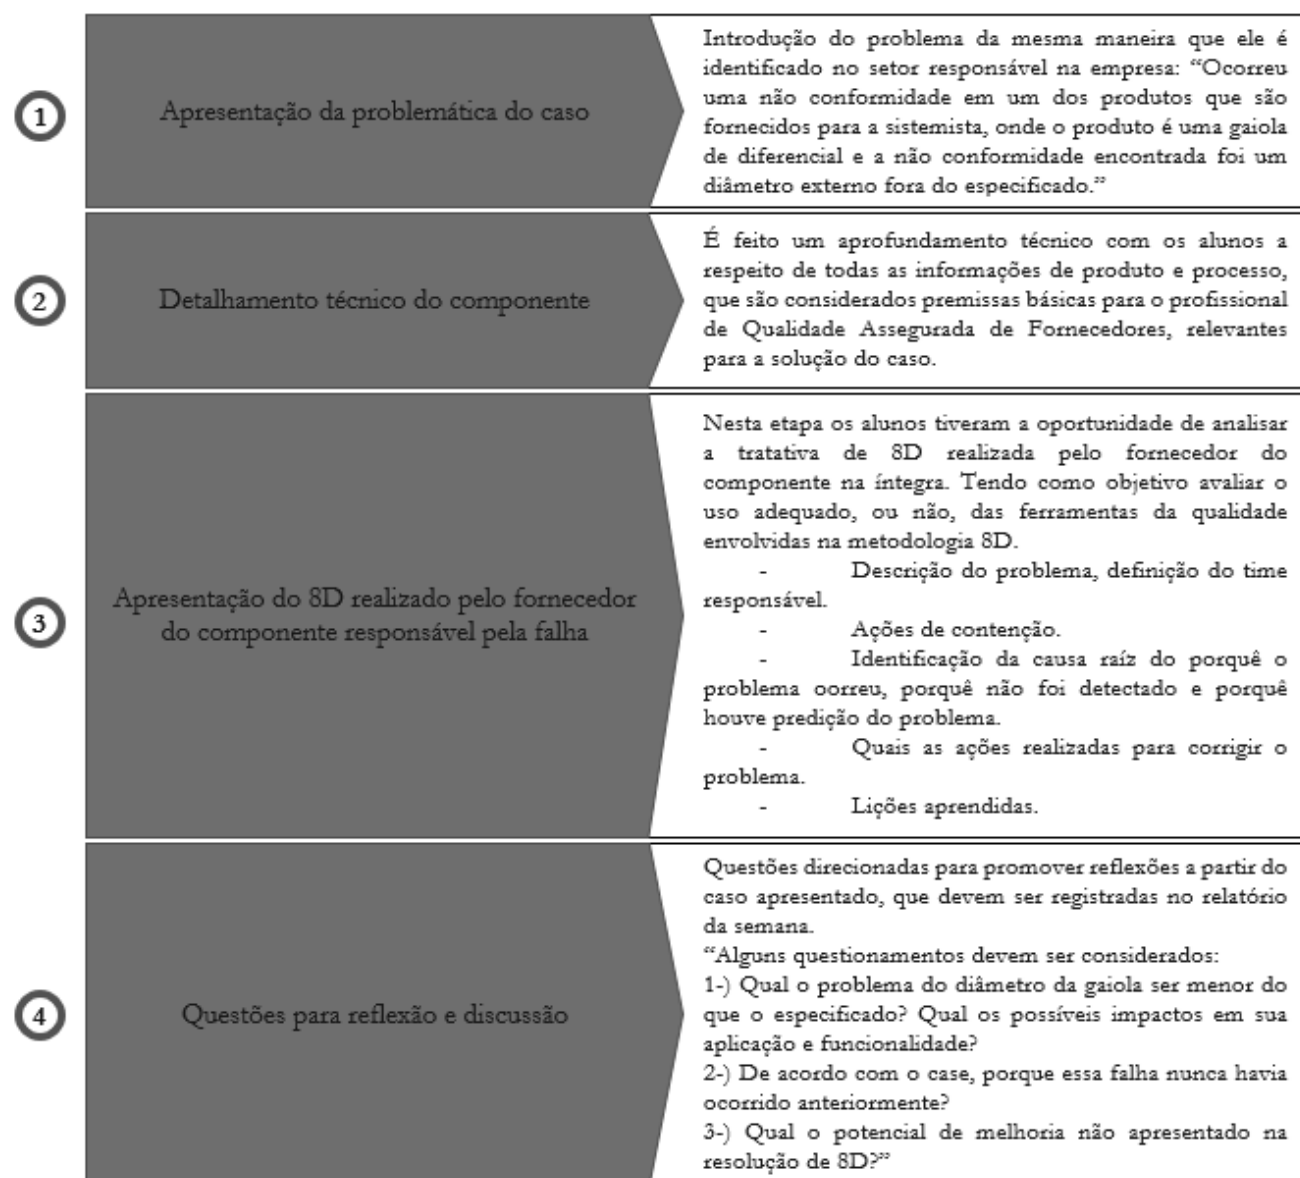 1
Apresentação da problemática do caso
Introdução do problema da mesma maneira que ele é
identificado no setor responsável na empresa: “Ocorreu
uma não conformidade em um dos produtos que são
fornecidos para a sistemista, onde o produto é uma gaiola
de diferencial e a não conformidade encontrada foi um
diâmetro externo fora do especificado.”
2
Detalhamento técnico do componente
É feito um aprofundamento técnico com os alunos a
respeito de todas as informações de produto e processo,
que são considerados premissas básicas para o profissional
de Qualidade Assegurada de Fornecedores, relevantes
para a solução do caso.
3
Apresentação do 8D realizado pelo fornecedor
do componente responsável pela falha
Nesta etapa os alunos tiveram a oportunidade de analisar
a tratativa de 8D realizada pelo fornecedor do
componente na íntegra. Tendo como objetivo avaliar o
uso adequado, ou não, das ferramentas da qualidade
envolvidas na metodologia 8D.
- Descrição do problema, definição do time
responsável.
- Ações de contenção.
- Identificação da causa raíz do porquê o
problema oorreu, porquê não foi detectado e porquê
houve predição do problema.
- Quais as ações realizadas para corrigir o
problema.
- Lições aprendidas.
4
Questões para reflexão e discussão
Questões direcionadas para promover reflexões a partir do
caso apresentado, que devem ser registradas no relatório
da semana.
“Alguns questionamentos devem ser considerados:
1-) Qual o problema do diâmetro da gaiola ser menor do
que o especificado? Qual os possíveis impactos em sua
aplicação e funcionalidade?
2-) De acordo com o case, porque essa falha nunca havia
ocorrido anteriormente?
3-) Qual o potencial de melhoria não apresentado na
resolução de 8D?”